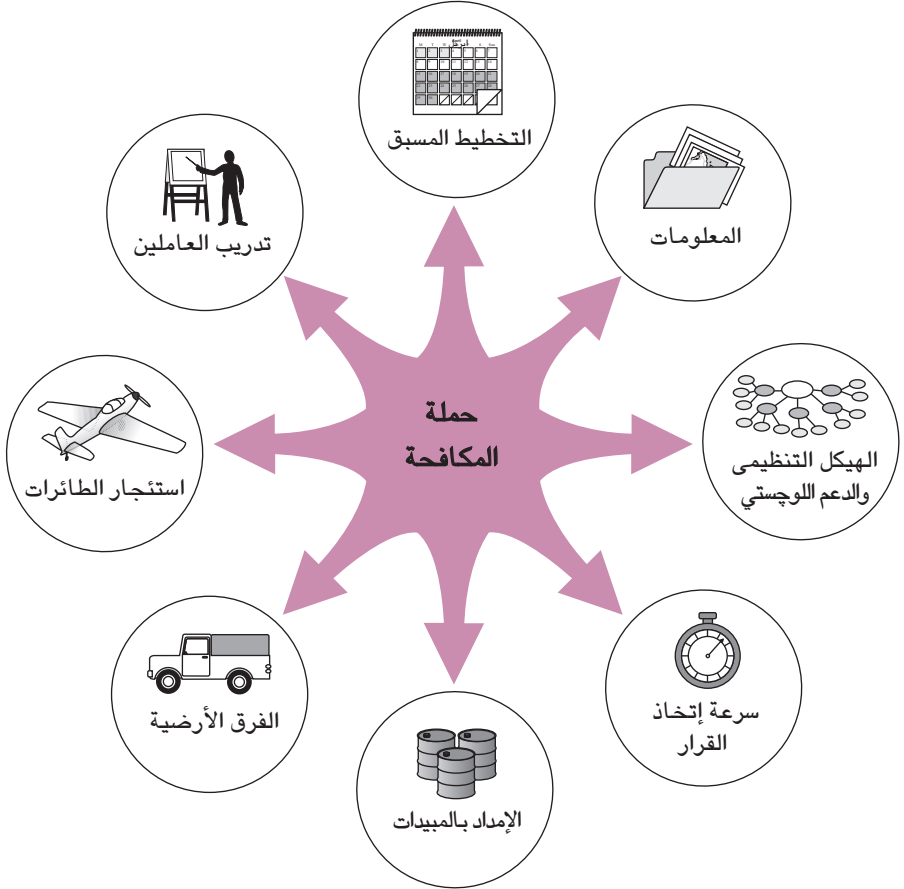 أبريل
التخطيط المسبق
المعلومات
الهيكل التنظيمى
والدعم اللوچستي
سرعة إتخاذ
القرار
الإمداد بالمبيدات
الفرق الأرضية
استئجار الطائرات
تدريب العاملين
حملة
المكافحة